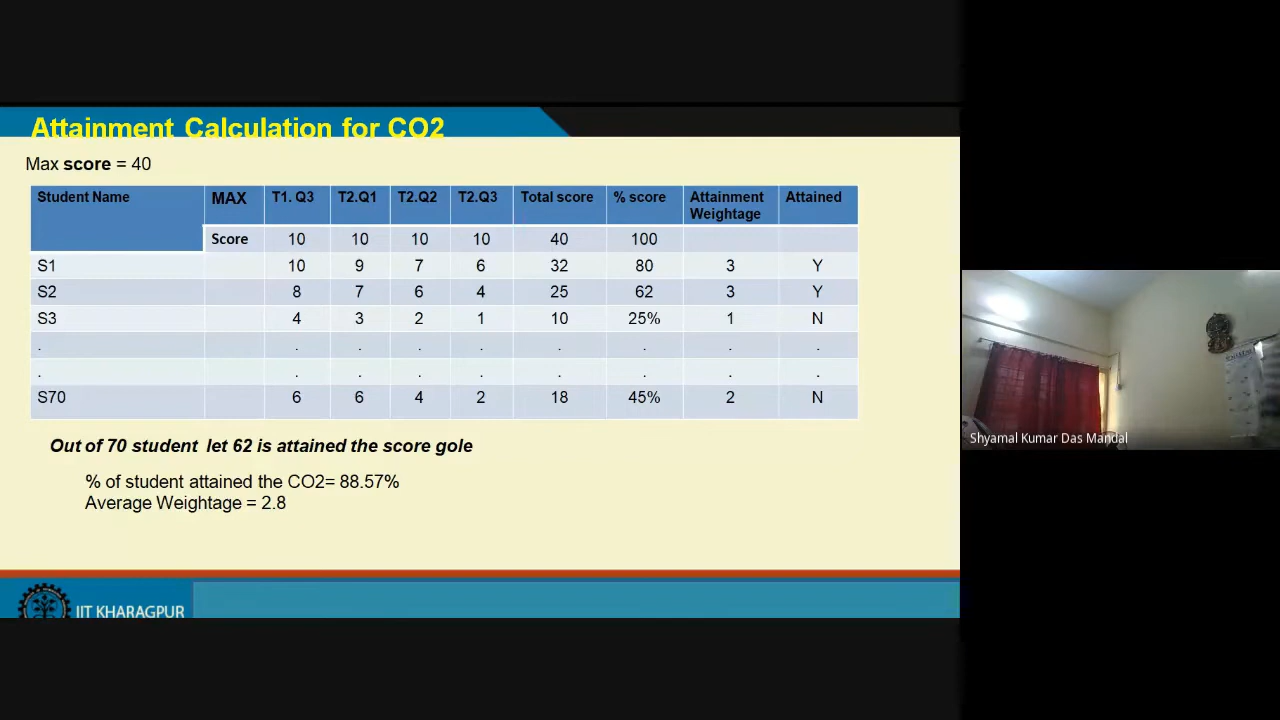 Attainment Calculation for CO2
Max score = 40
Student Name MAX T1. Q3 T2.Q1 T2.Q2 T2.Q3 Total score % score Attainment Weightage Attained
Score 10 10 10 10 40 100
S1 10 9 7 6 32 80 3 Y
S2 8 7 6 4 25 62 3 Y
S3 4 3 2 1 10 25% 1 N
. . . . . . . . .
. . . . . . . . .
S70 6 6 4 2 18 45% 2 N
Out of 70 student let 62 is attained the score gole
% of student attained the CO2= 88.57%
Average Weightage = 2.8
IIT KHARAGPUR
Shyamal Kumar Das Mandal